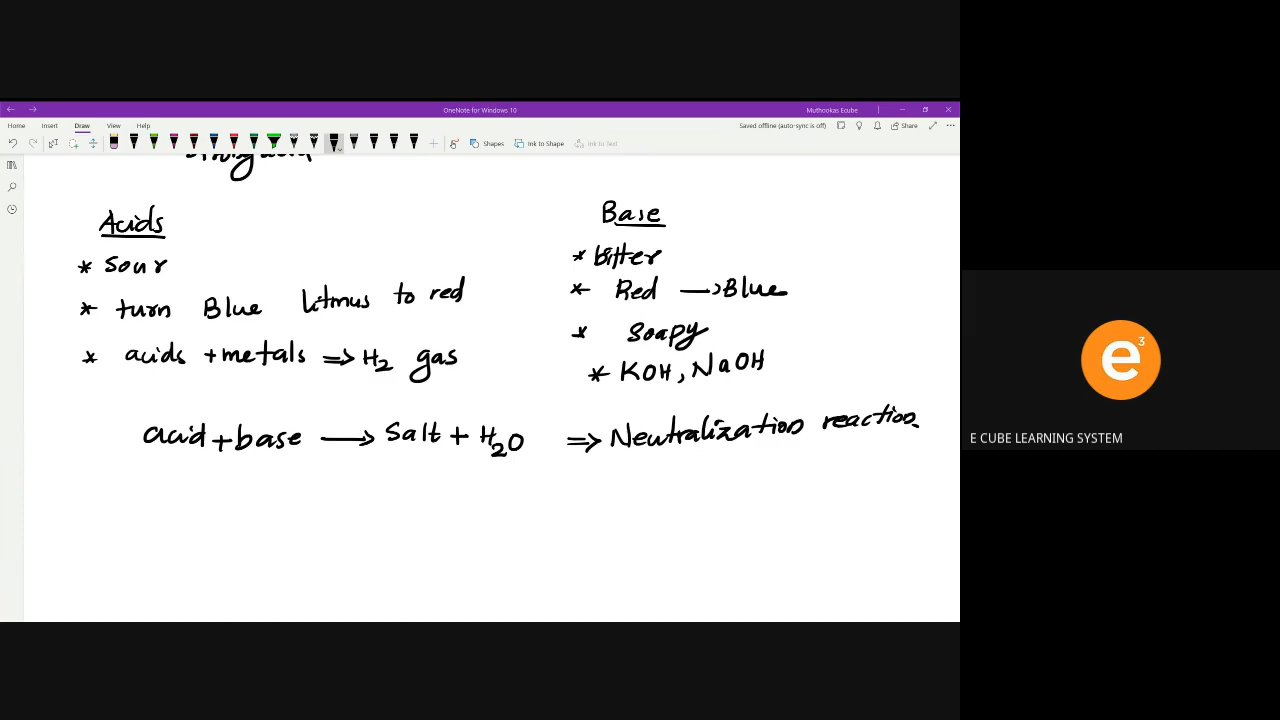 OneNote for Windows 10
Muthookas Ecube
Home Insert Draw View Help
Saved offline (auto-sync is off)
Share
Shapes Ink to Shape Ink to Text
Acids
* Sour
* turn Blue litmus to red
* acids + metals ⇒ H₂ gas
Base
* bitter
* Red → Blue
* Soapy
* KOH, NaOH
acid + base → Salt + H₂O ⇒ Neutralization reaction.
e³
E CUBE LEARNING SYSTEM